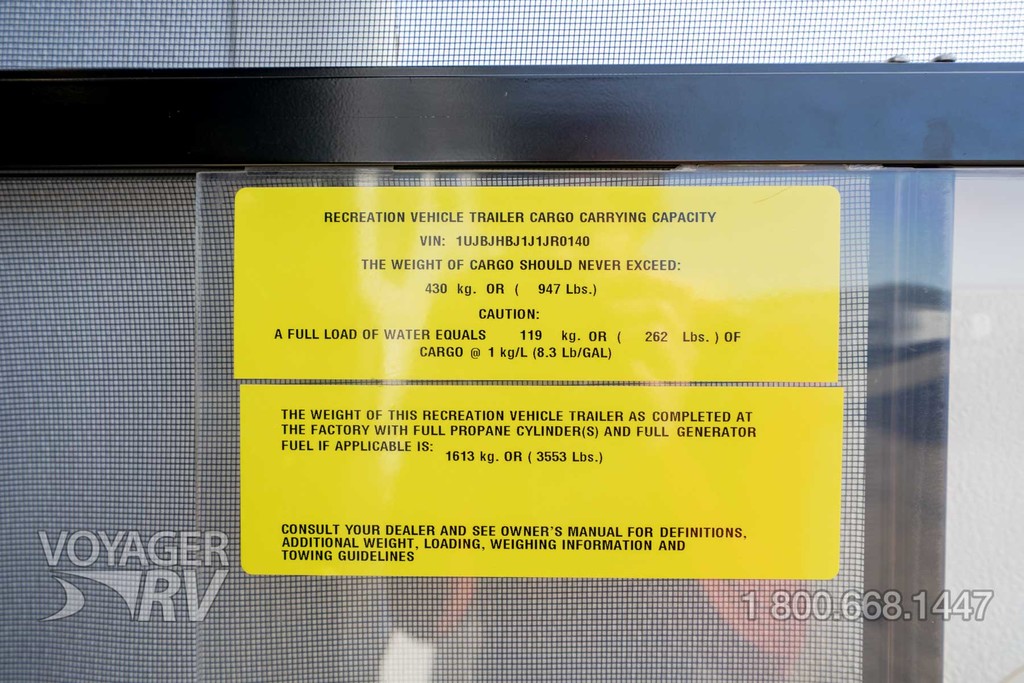 RECREATION VEHICLE TRAILER CARGO CARRYING CAPACITY
VIN: 1UJBJHBJ1J1JR0140
THE WEIGHT OF CARGO SHOULD NEVER EXCEED:
430 kg. OR ( 947 Lbs.)
CAUTION:
A FULL LOAD OF WATER EQUALS 119 kg. OR ( 262 Lbs. ) OF
CARGO @ 1 kg/L (8.3 Lb/GAL)
THE WEIGHT OF THIS RECREATION VEHICLE TRAILER AS COMPLETED AT
THE FACTORY WITH FULL PROPANE CYLINDER(S) AND FULL GENERATOR
FUEL IF APPLICABLE IS: 1613 kg. OR ( 3553 Lbs.)
CONSULT YOUR DEALER AND SEE OWNER'S MANUAL FOR DEFINITIONS,
ADDITIONAL WEIGHT, LOADING, WEIGHING INFORMATION AND
TOWING GUIDELINES
VOYAGER
RV
1 800.668.1447